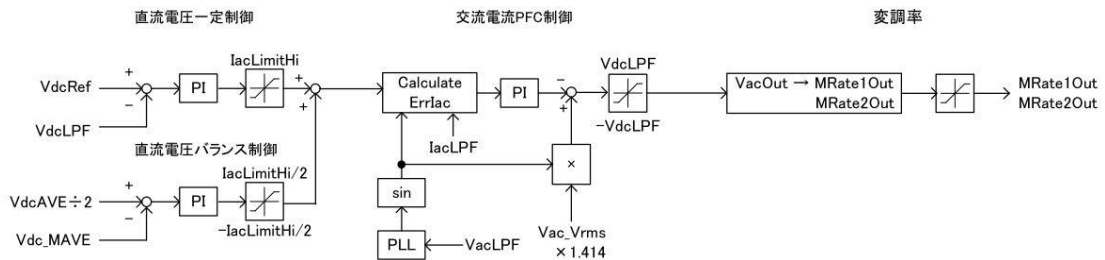 直流電圧一定制御
交流電流PFC制御
変調率
IacLimitHi
VdcLPF
VdcRef
+
−
PI
+
+
Calculate
ErrIac
PI
−
+
VacOut → MRate1Out
MRate2Out
MRate1Out
MRate2Out
VdcLPF
−VdcLPF
IacLPF
直流電圧バランス制御
IacLimitHi/2
×
VdcAVE÷2
+
−
PI
sin
−IacLimitHi/2
Vdc_MAVE
Vac_Vrms
×1.414
PLL
VacLPF